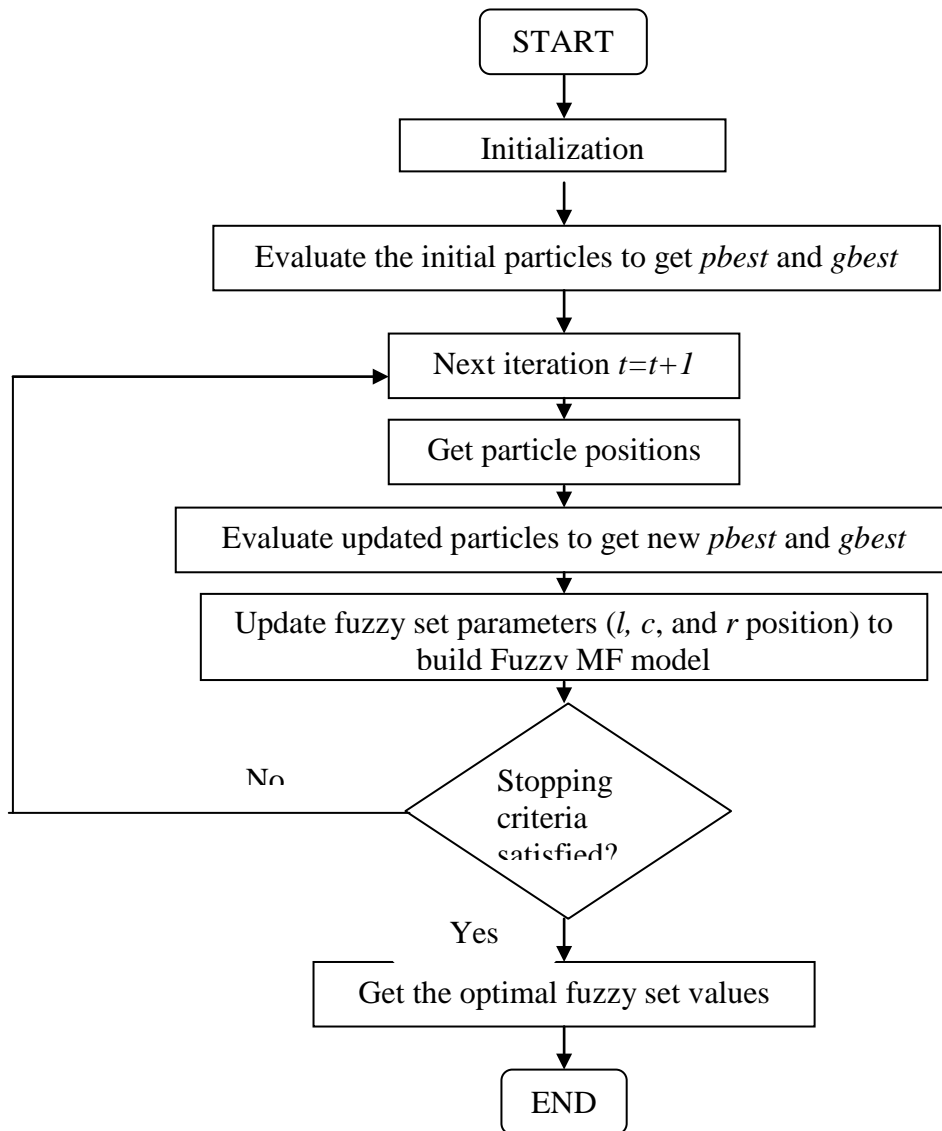 START
Initialization
Evaluate the initial particles to get pbest and gbest
Next iteration t=t+1
Get particle positions
Evaluate updated particles to get new pbest and gbest
Update fuzzy set parameters (l, c, and r position) to
build Fuzzy MF model
No
Stopping
criteria
satisfied?
Yes
Get the optimal fuzzy set values
END